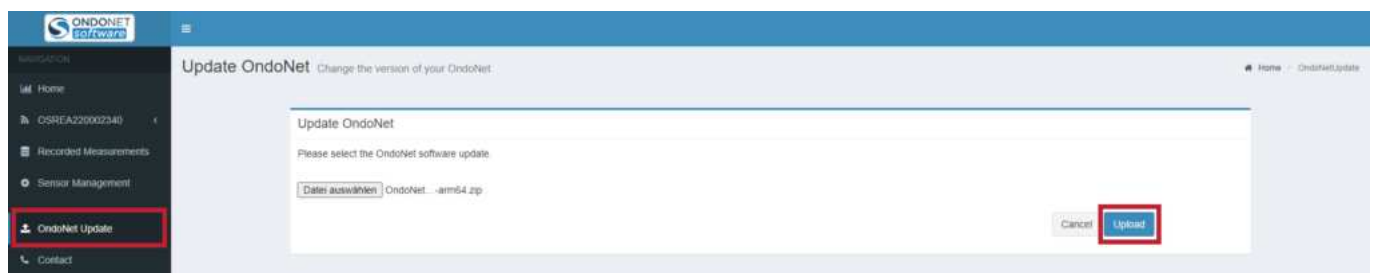 ONDONET
software
NAVIGATION
Home
OSREA220002340
Recorded Measurements
Sensor Management
OndoNet Update
Contact
Update OndoNet Change the version of your OndoNet
Home OndoNetUpdate
Update OndoNet
Please select the OndoNet software update.
Datei auswählen OndoNet...-arm64.zip
Cancel Upload